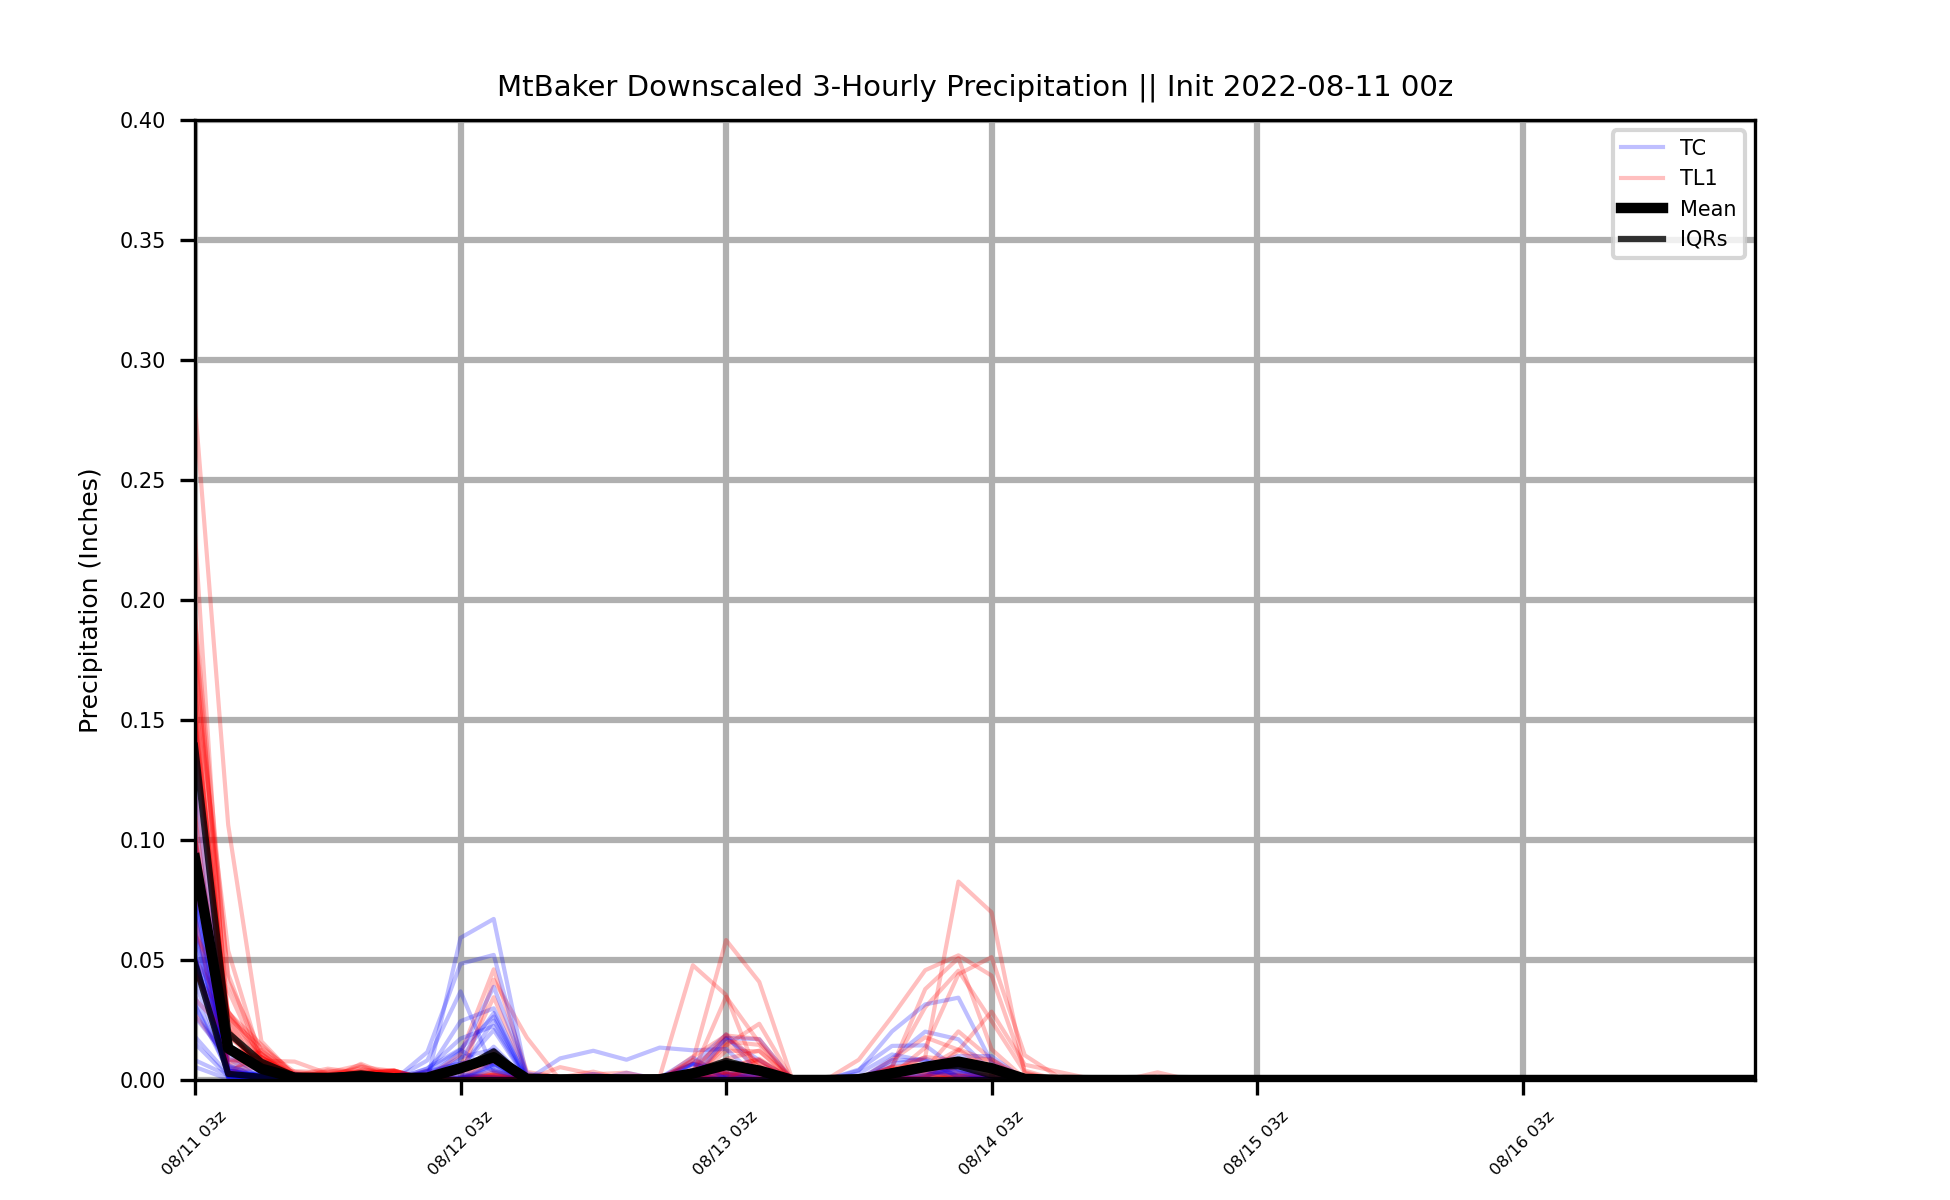 MtBaker Downscaled 3-Hourly Precipitation || Init 2022-08-11 00z
Precipitation (Inches)
0.40
0.35
0.30
0.25
0.20
0.15
0.10
0.05
0.00
TC
TL1
Mean
IQRs
08/11 03z
08/12 03z
08/13 03z
08/14 03z
08/15 03z
08/16 03z